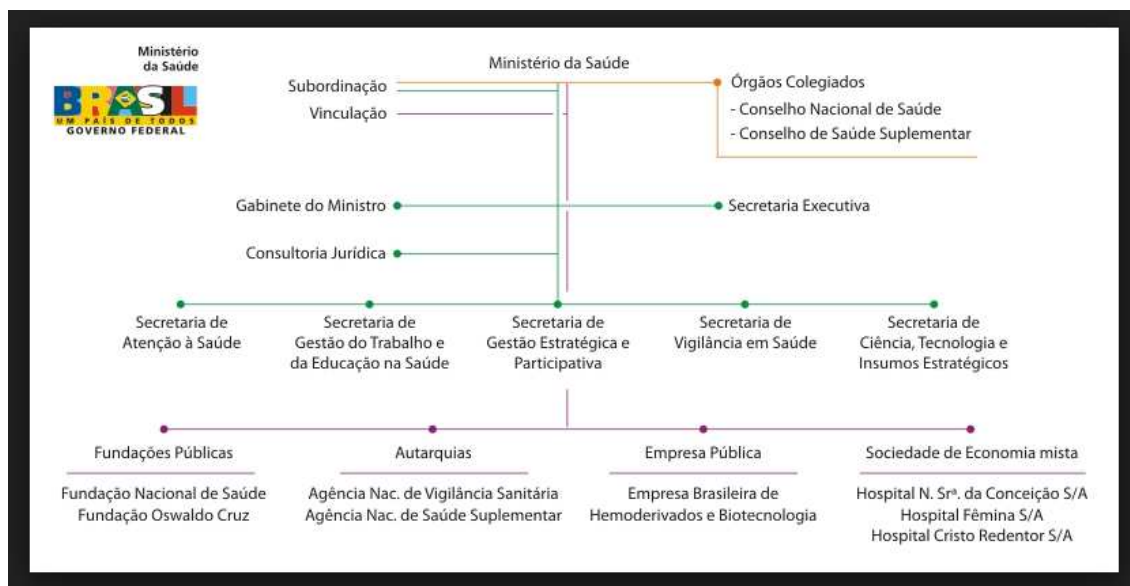 Ministério
da Saúde
BRASIL
UM PAÍS DE TODOS
GOVERNO FEDERAL
Ministério da Saúde
Subordinação
Vinculação
Órgãos Colegiados
- Conselho Nacional de Saúde
- Conselho de Saúde Suplementar
Gabinete do Ministro
Secretaria Executiva
Consultoria Jurídica
Secretaria de
Atenção à Saúde
Secretaria de
Gestão do Trabalho e
da Educação na Saúde
Secretaria de
Gestão Estratégica e
Participativa
Secretaria de
Vigilância em Saúde
Secretaria de
Ciência, Tecnologia e
Insumos Estratégicos
Fundações Públicas
Fundação Nacional de Saúde
Fundação Oswaldo Cruz
Autarquias
Agência Nac. de Vigilância Sanitária
Agência Nac. de Saúde Suplementar
Empresa Pública
Empresa Brasileira de
Hemoderivados e Biotecnologia
Sociedade de Economia mista
Hospital N. Srª. da Conceição S/A
Hospital Fêmina S/A
Hospital Cristo Redentor S/A